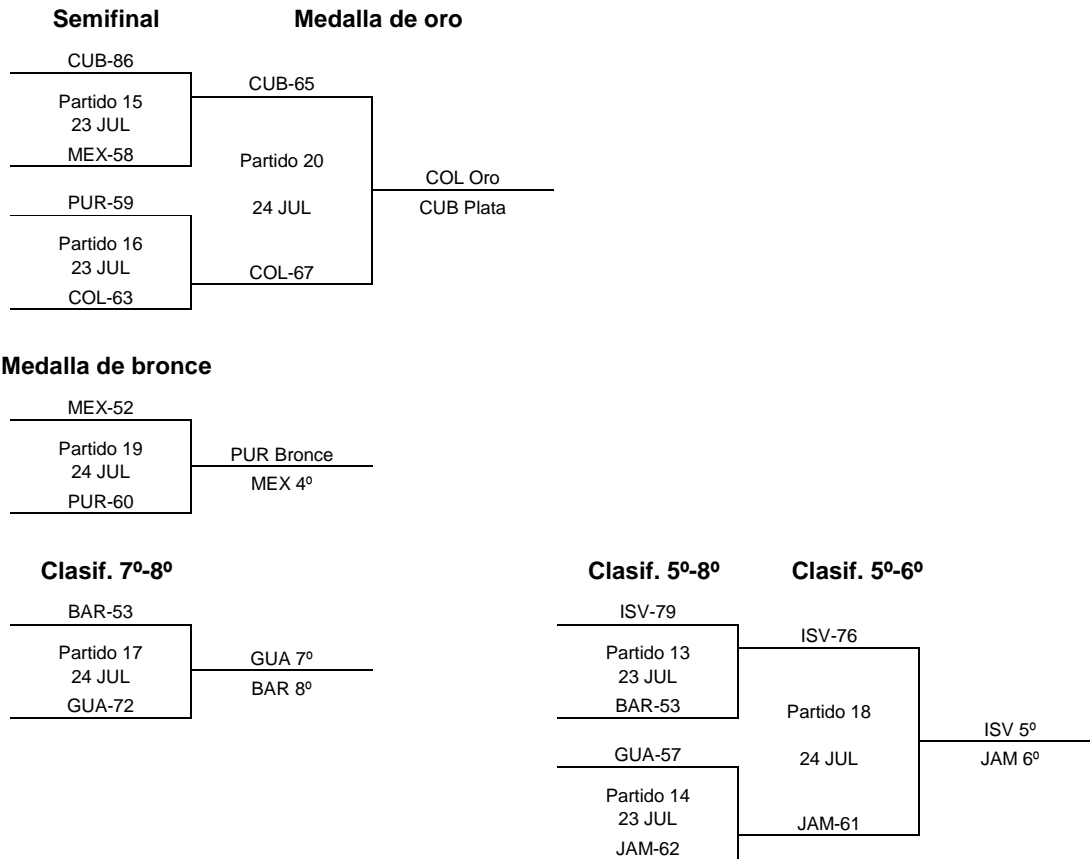 Semifinal
Medalla de oro
CUB-86
CUB-65
Partido 15
23 JUL
MEX-58
Partido 20
COL Oro
PUR-59
24 JUL
CUB Plata
Partido 16
23 JUL
COL-67
COL-63
Medalla de bronce
MEX-52
Partido 19
24 JUL
PUR Bronce
MEX 4º
PUR-60
Clasif. 7º-8º
BAR-53
Partido 17
24 JUL
GUA 7º
BAR 8º
GUA-72
Clasif. 5º-8º
Clasif. 5º-6º
ISV-79
ISV-76
Partido 13
23 JUL
BAR-53
Partido 18
ISV 5º
GUA-57
24 JUL
JAM 6º
Partido 14
23 JUL
JAM-61
JAM-62